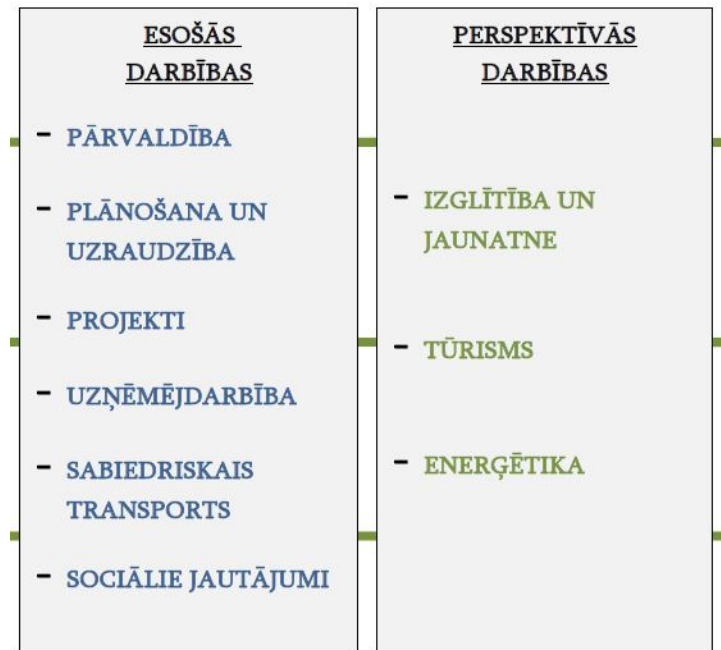 ESOŠĀS
DARBĪBAS
- PĀRVALDĪBA
- PLĀNOŠANA UN
UZRAUDZĪBA
- PROJEKTI
- UZŅĒMĒJDARBĪBA
- SABIEDRISKAIS
TRANSPORTS
- SOCIĀLIE JAUTĀJUMI
PERSPEKTĪVĀS
DARBĪBAS
- IZGLĪTĪBA UN
JAUNATNE
- TŪRISMS
- ENERĢĒTIKA